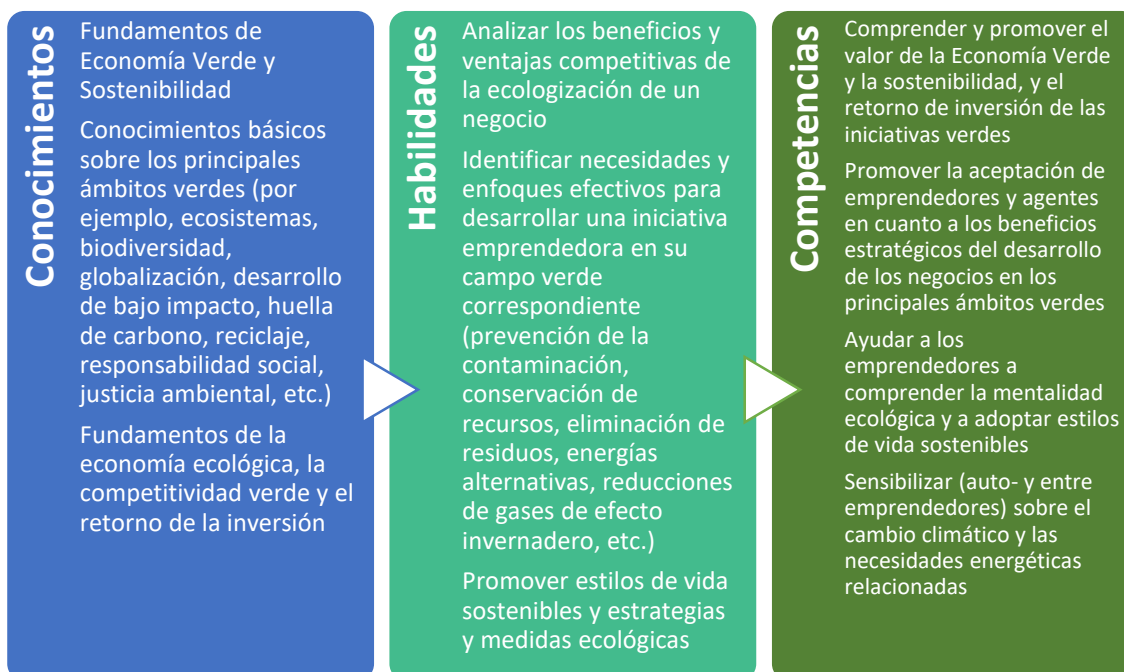 Conocimientos
Fundamentos de
Economía Verde y
Sostenibilidad
Conocimientos básicos
sobre los principales
ámbitos verdes (por
ejemplo, ecosistemas,
biodiversidad,
globalización, desarrollo
de bajo impacto, huella
de carbono, reciclaje,
responsabilidad social,
justicia ambiental, etc.)
Fundamentos de la
economía ecológica, la
competitividad verde y el
retorno de la inversión
Habilidades
Analizar los beneficios y
ventajas competitivas de
la ecologización de un
negocio
Identificar necesidades y
enfoques efectivos para
desarrollar una iniciativa
emprendedora en su
campo verde
correspondiente
(prevención de la
contaminación,
conservación de
recursos, eliminación de
residuos, energías
alternativas, reducciones
de gases de efecto
invernadero, etc.)
Promover estilos de vida
sostenibles y estrategias
y medidas ecológicas
Competencias
Comprender y promover el
valor de la Economía Verde
y la sostenibilidad, y el
retorno de inversión de las
iniciativas verdes
Promover la aceptación de
emprendedores y agentes
en cuanto a los beneficios
estratégicos del desarrollo
de los negocios en los
principales ámbitos verdes
Ayudar a los
emprendedores a
comprender la mentalidad
ecológica y a adoptar estilos
de vida sostenibles
Sensibilizar (auto- y entre
emprendedores) sobre el
cambio climático y las
necesidades energéticas
relacionadas